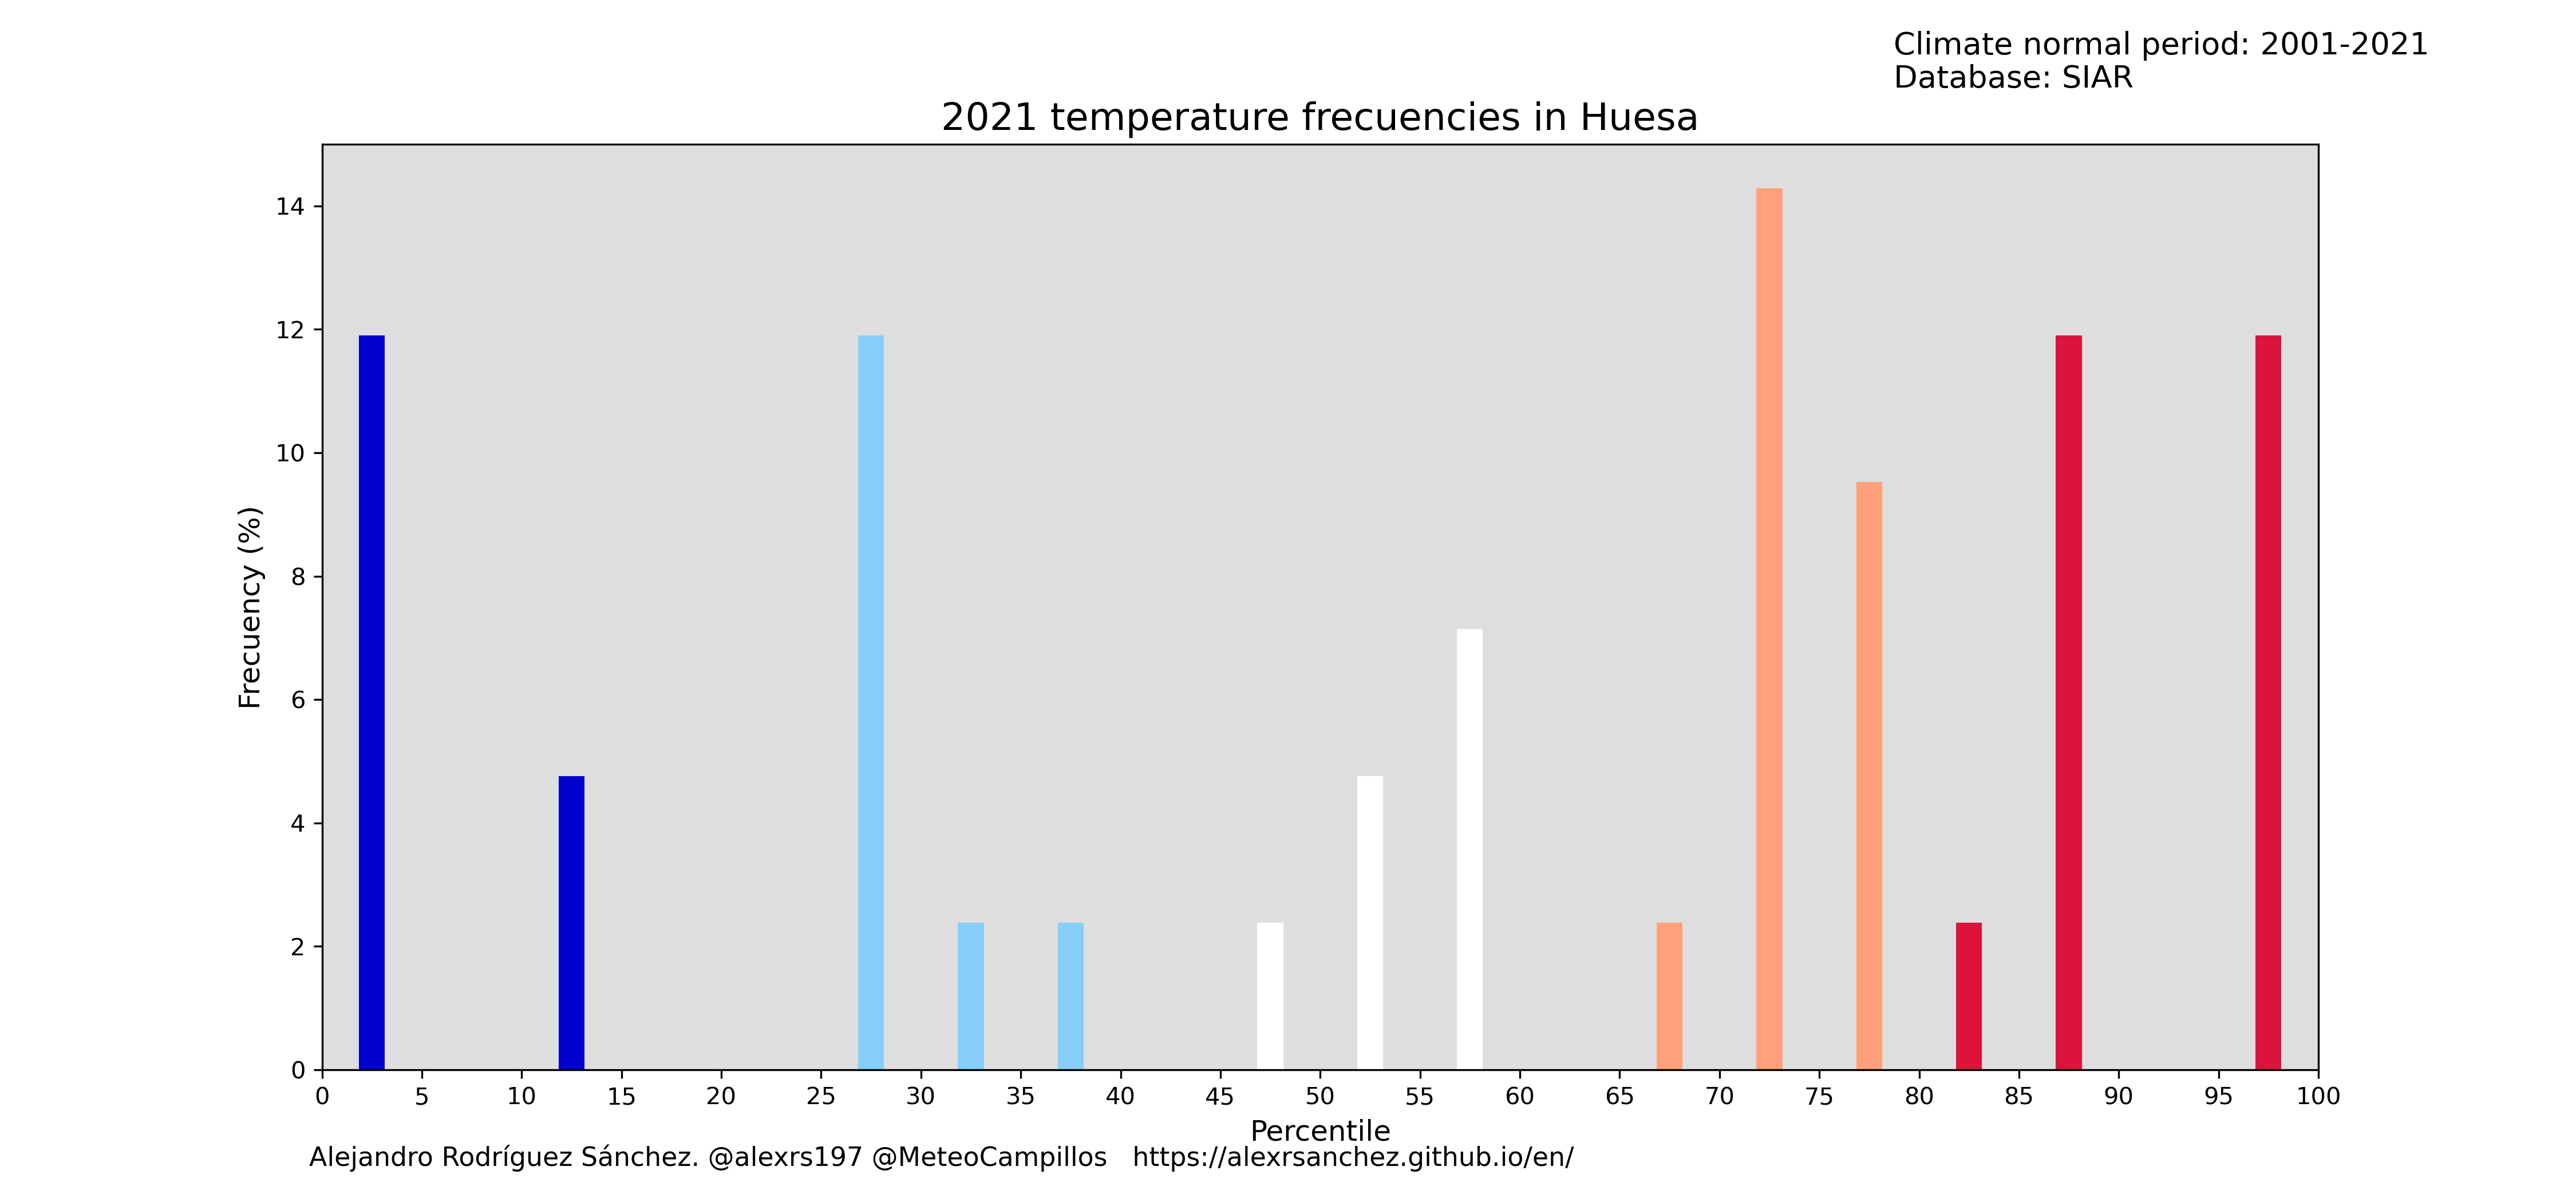 Climate normal period: 2001-2021
Database: SIAR
2021 temperature frecuencies in Huesa
14
12
10
8
6
4
2
0
Frecuency (%)
0 5 10 15 20 25 30 35 40 45 50 55 60 65 70 75 80 85 90 95 100
Percentile
Alejandro Rodríguez Sánchez. @alexrs197 @MeteoCampillos https://alexrsanchez.github.io/en/